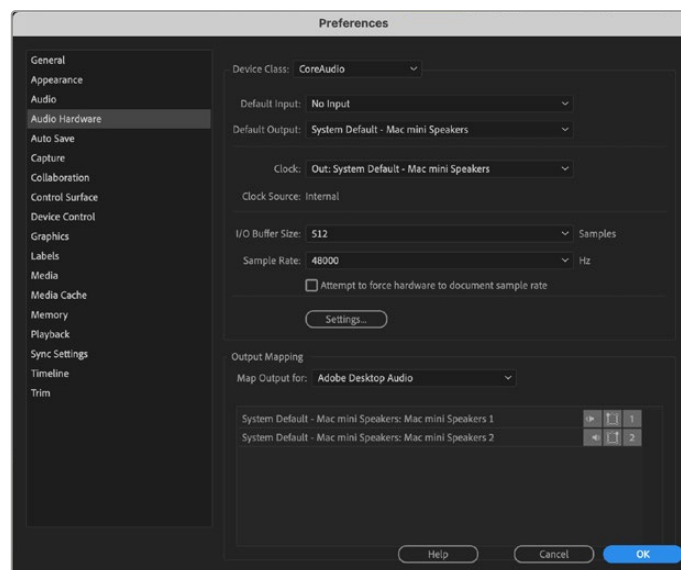 Preferences
General
Appearance
Audio
Audio Hardware
Auto Save
Capture
Collaboration
Control Surface
Device Control
Graphics
Labels
Media
Media Cache
Memory
Playback
Sync Settings
Timeline
Trim
Device Class: CoreAudio
Default Input: No Input
Default Output: System Default - Mac mini Speakers
Clock: Out: System Default - Mac mini Speakers
Clock Source: Internal
I/O Buffer Size: 512 Samples
Sample Rate: 48000 Hz
Attempt to force hardware to document sample rate
Settings...
Output Mapping
Map Output for: Adobe Desktop Audio
System Default - Mac mini Speakers: Mac mini Speakers 1 1
System Default - Mac mini Speakers: Mac mini Speakers 2 2
Help Cancel OK